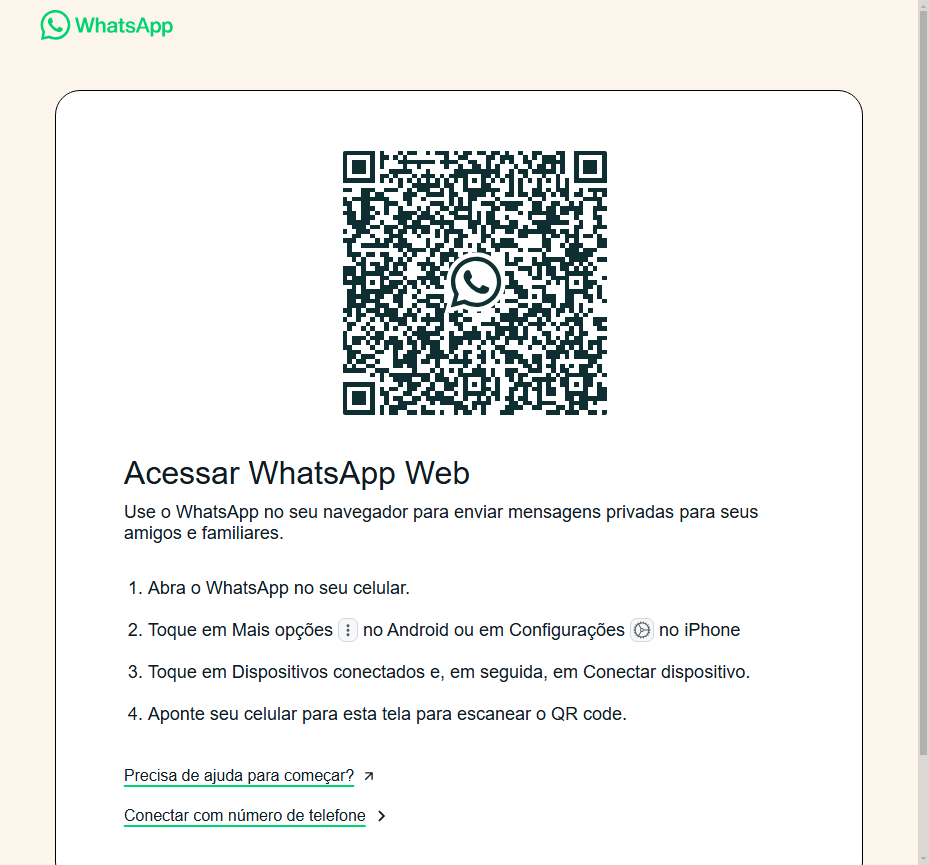 WhatsApp
Acessar WhatsApp Web
Use o WhatsApp no seu navegador para enviar mensagens privadas para seus
amigos e familiares.
1. Abra o WhatsApp no seu celular.
2. Toque em Mais opções no Android ou em Configurações no iPhone
3. Toque em Dispositivos conectados e, em seguida, em Conectar dispositivo.
4. Aponte seu celular para esta tela para escanear o QR code.
Precisa de ajuda para começar?
Conectar com número de telefone